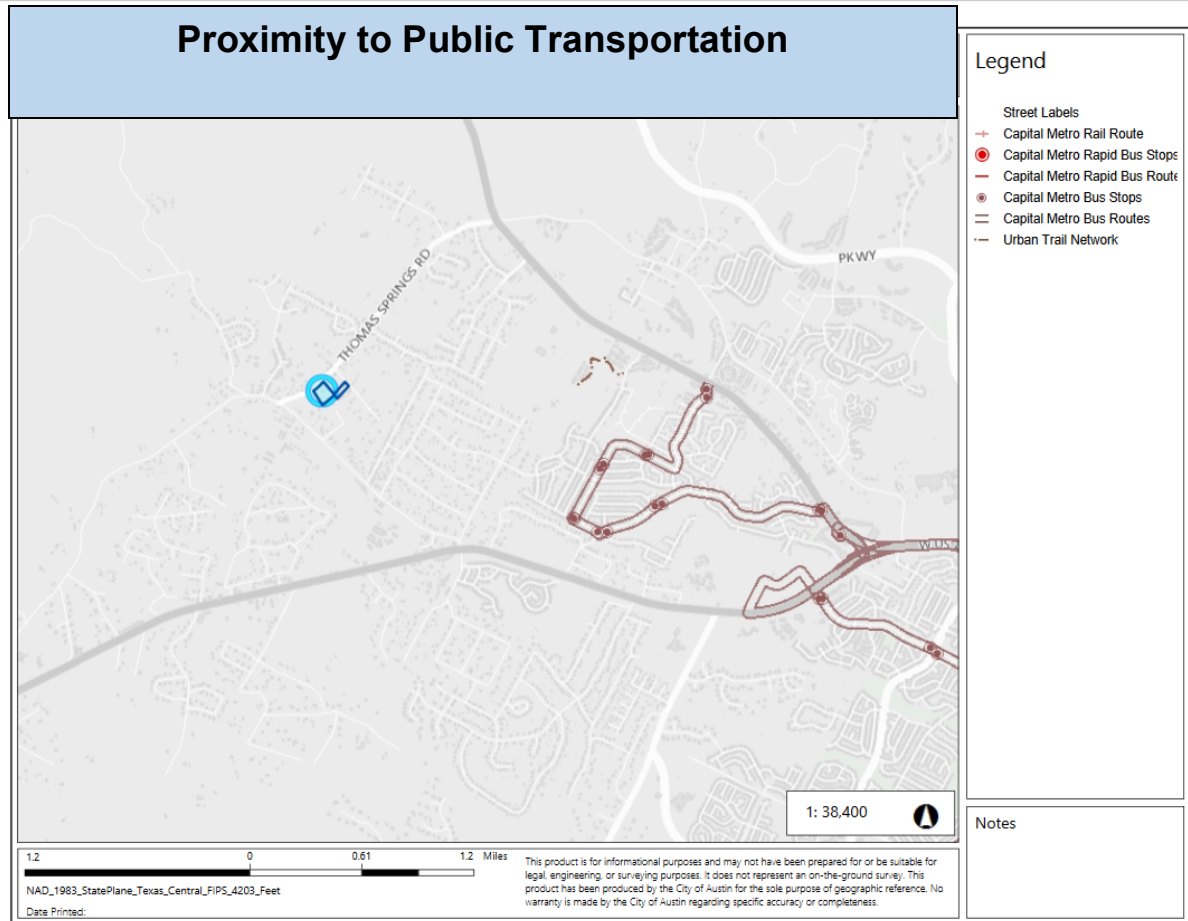 Proximity to Public Transportation
Legend
Street Labels
Capital Metro Rail Route
Capital Metro Rapid Bus Stops
Capital Metro Rapid Bus Route
Capital Metro Bus Stops
Capital Metro Bus Routes
Urban Trail Network
THOMAS SPRINGS RD
PKWY
W US
1: 38,400
Notes
1.2 0 0.61 1.2 Miles
NAD_1983_StatePlane_Texas_Central_FIPS_4203_Feet
Date Printed:
This product is for informational purposes and may not have been prepared for or be suitable for
legal, engineering, or surveying purposes. It does not represent an on-the-ground survey. This
product has been produced by the City of Austin for the sole purpose of geographic reference. No
warranty is made by the City of Austin regarding specific accuracy or completeness.